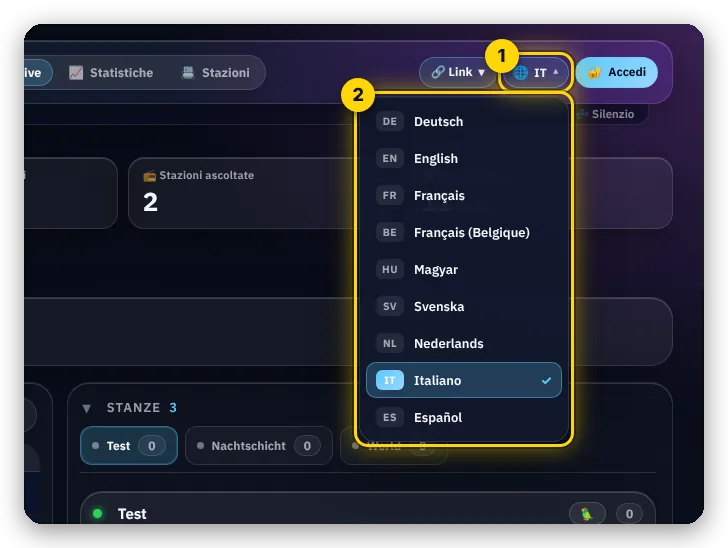 ive
Statistiche
Stazioni
Link ▼
1
IT ▲
Accedi
2
Silenzio
i
Stazioni ascoltate
2
DE Deutsch
EN English
FR Français
BE Français (Belgique)
HU Magyar
SV Svenska
NL Nederlands
IT Italiano ✓
ES Español
▼ STANZE 3
Test 0
Nachtschicht 0
World 0
Test
0